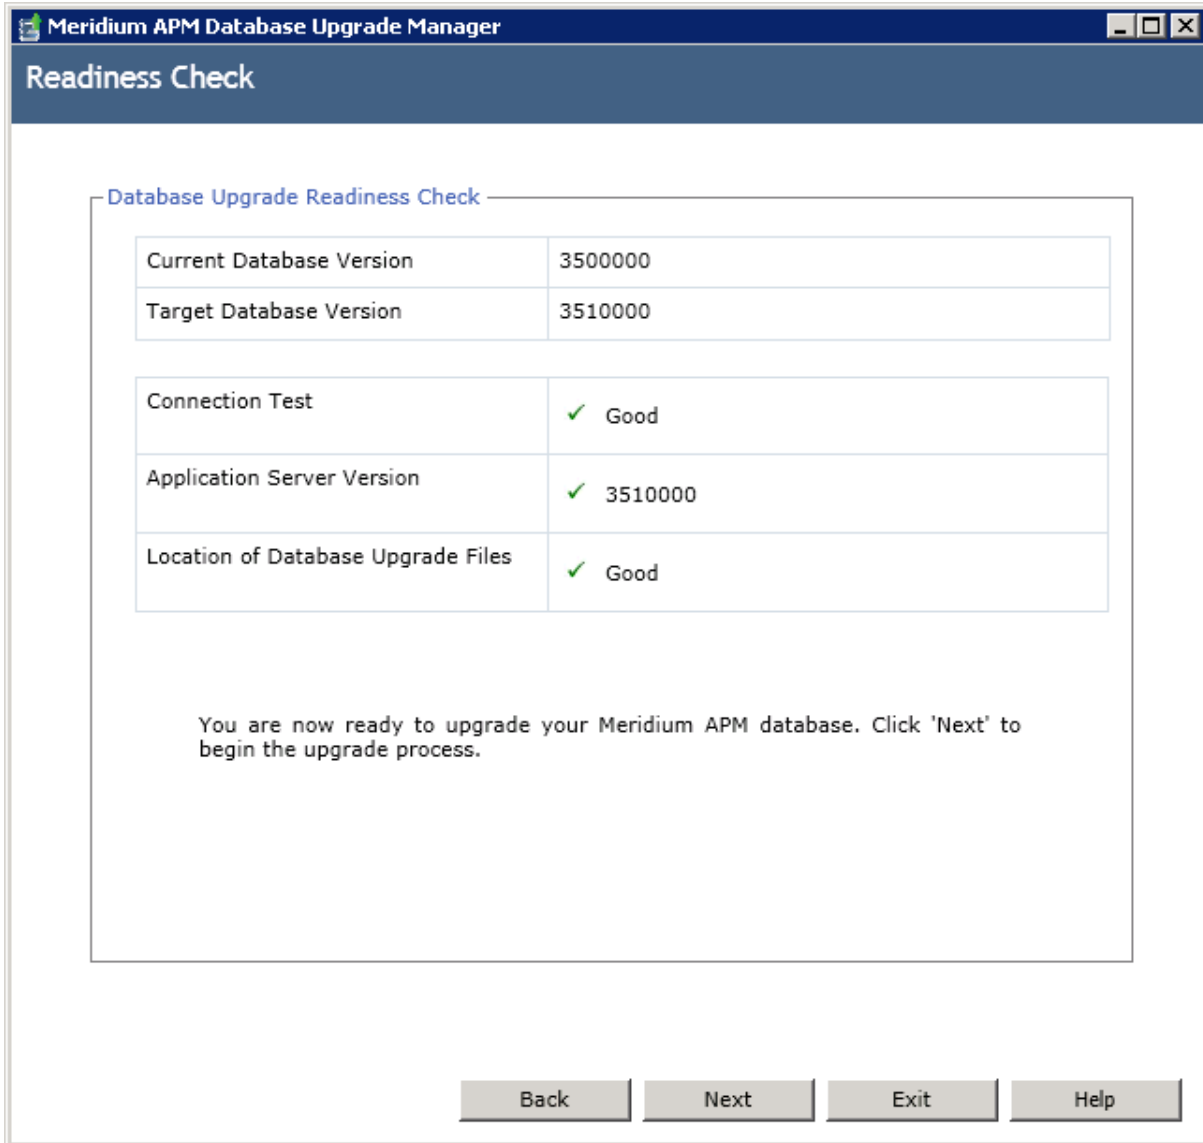 Meridium APM Database Upgrade Manager
Readiness Check
Database Upgrade Readiness Check
Current Database Version 3500000
Target Database Version 3510000
Connection Test Good
Application Server Version 3510000
Location of Database Upgrade Files Good
You are now ready to upgrade your Meridium APM database. Click 'Next' to
begin the upgrade process.
Back Next Exit Help